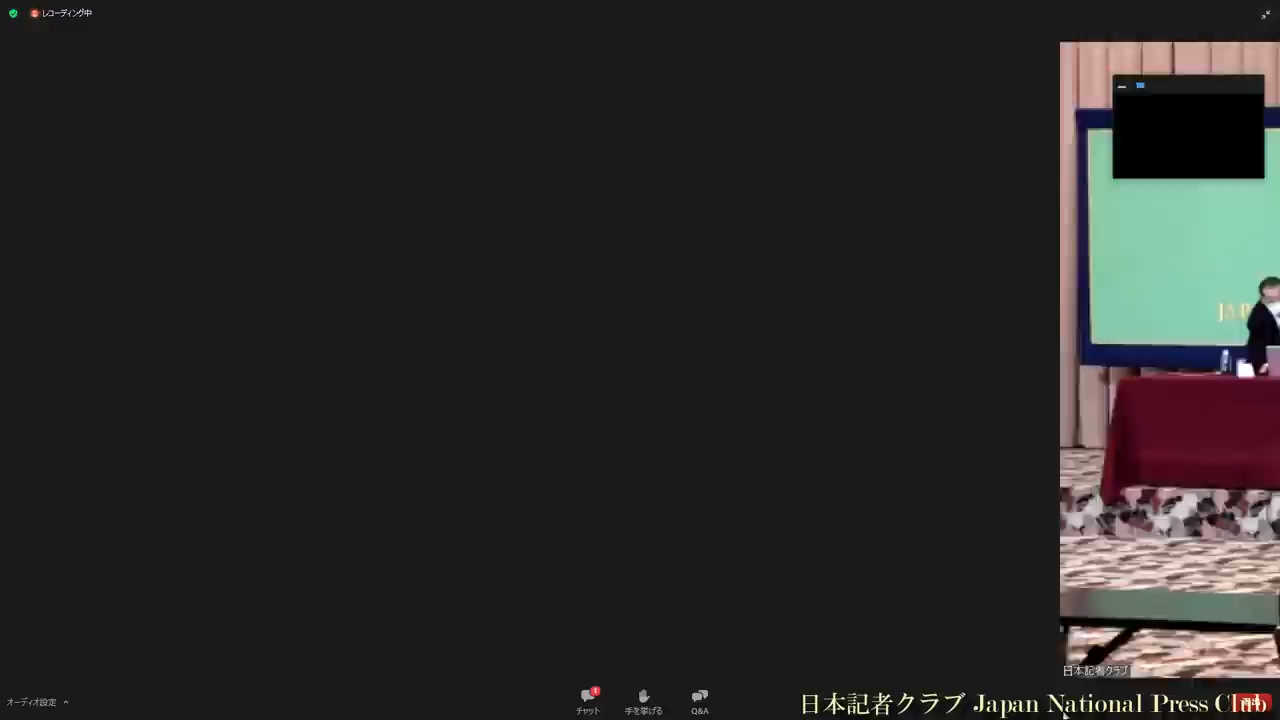 レコーディング中
JAP
日本記者クラブ
オーディオ設定
1
チャット
手を挙げる
Q&A
日本記者クラブ Japan National Press Club